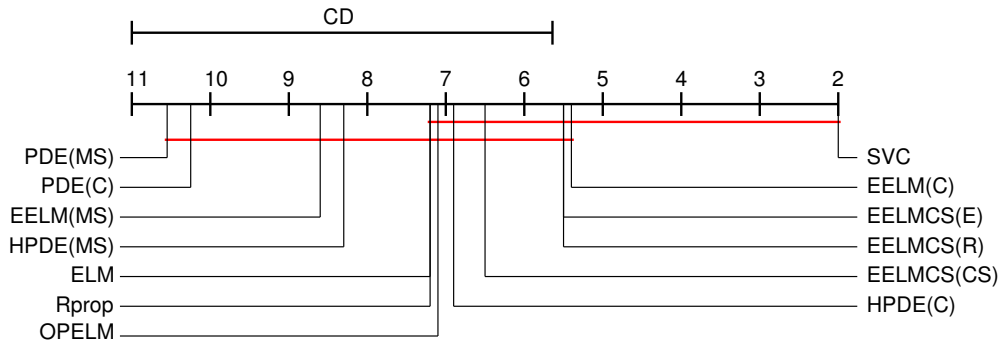 CD
11 10 9 8 7 6 5 4 3 2
PDE(MS) SVC
PDE(C) EELM(C)
EELM(MS) EELMCS(E)
HPDE(MS) EELMCS(R)
ELM EELMCS(CS)
Rprop HPDE(C)
OPELM